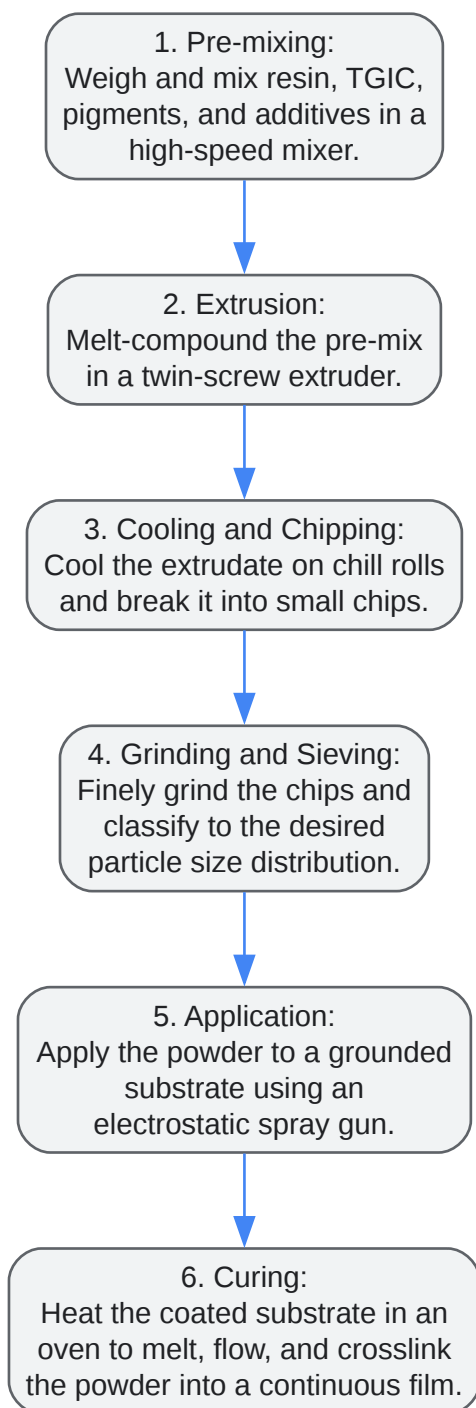 1. Pre-mixing:
Weigh and mix resin, TGIC,
pigments, and additives in a
high-speed mixer.
2. Extrusion:
Melt-compound the pre-mix
in a twin-screw extruder.
3. Cooling and Chipping:
Cool the extrudate on chill rolls
and break it into small chips.
4. Grinding and Sieving:
Finely grind the chips and
classify to the desired
particle size distribution.
5. Application:
Apply the powder to a grounded
substrate using an
electrostatic spray gun.
6. Curing:
Heat the coated substrate in an
oven to melt, flow, and crosslink
the powder into a continuous film.